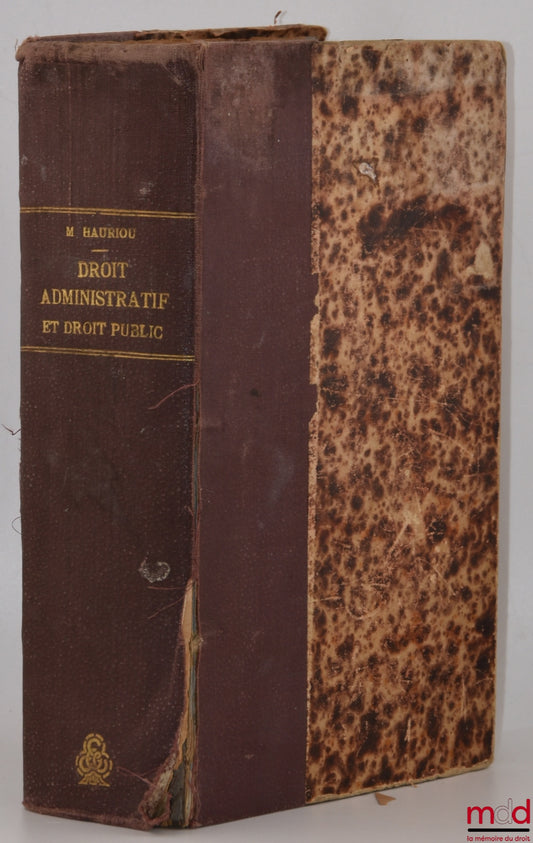 M HAURIOU
DROIT
ADMINISTRATIF
ET DROIT PUBLIC
mdd
la mémoire du droit